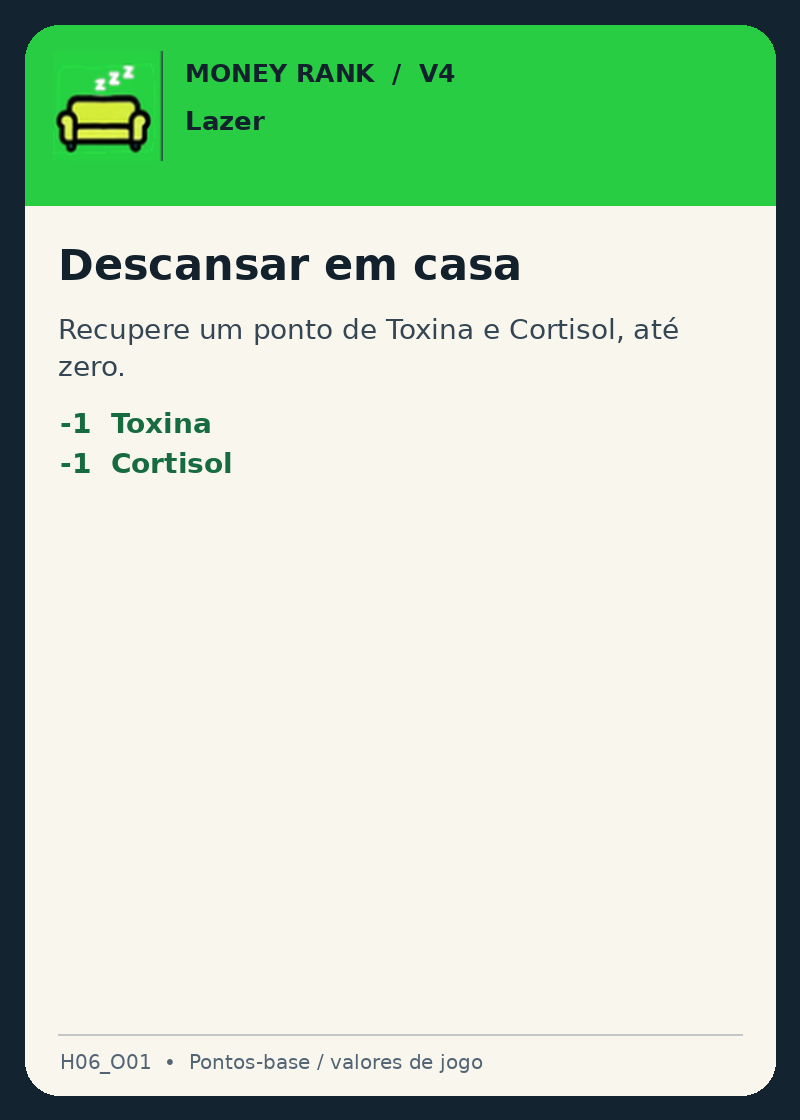 zzz
MONEY RANK / V4
Lazer
Descansar em casa
Recupere um ponto de Toxina e Cortisol, até
zero.
-1 Toxina
-1 Cortisol
H06_O01 • Pontos-base / valores de jogo